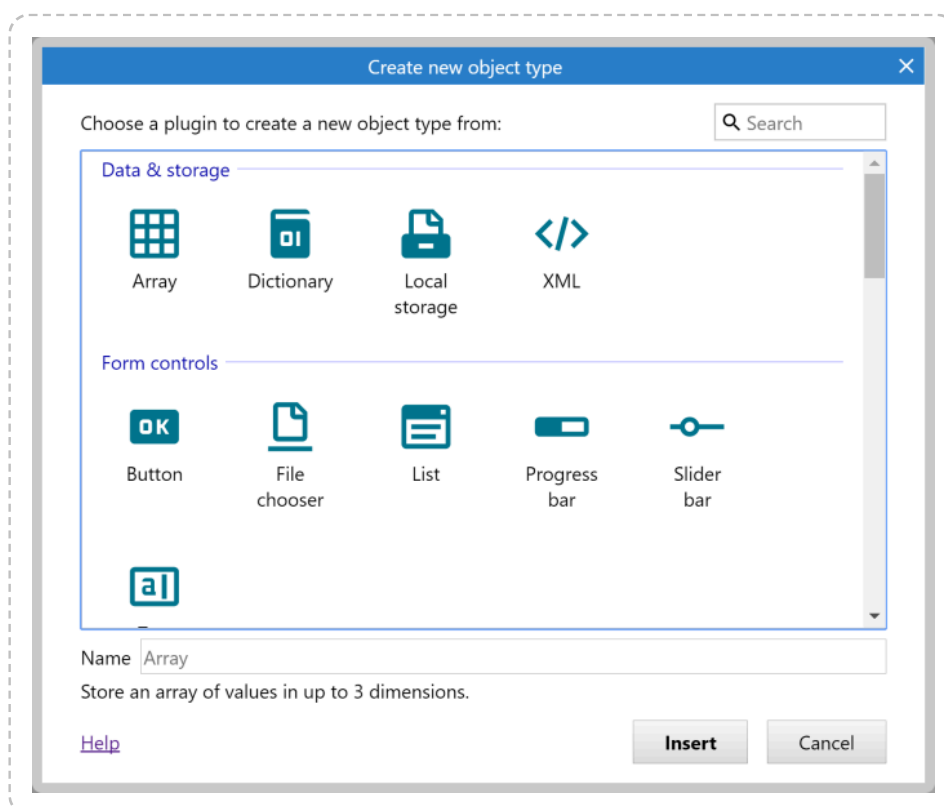 Create new object type
Choose a plugin to create a new object type from:
Search
Data & storage
Array
Dictionary
Local
storage
XML
Form controls
OK
Button
File
chooser
List
Progress
bar
Slider
bar
a|
Name Array
Store an array of values in up to 3 dimensions.
Help
Insert
Cancel